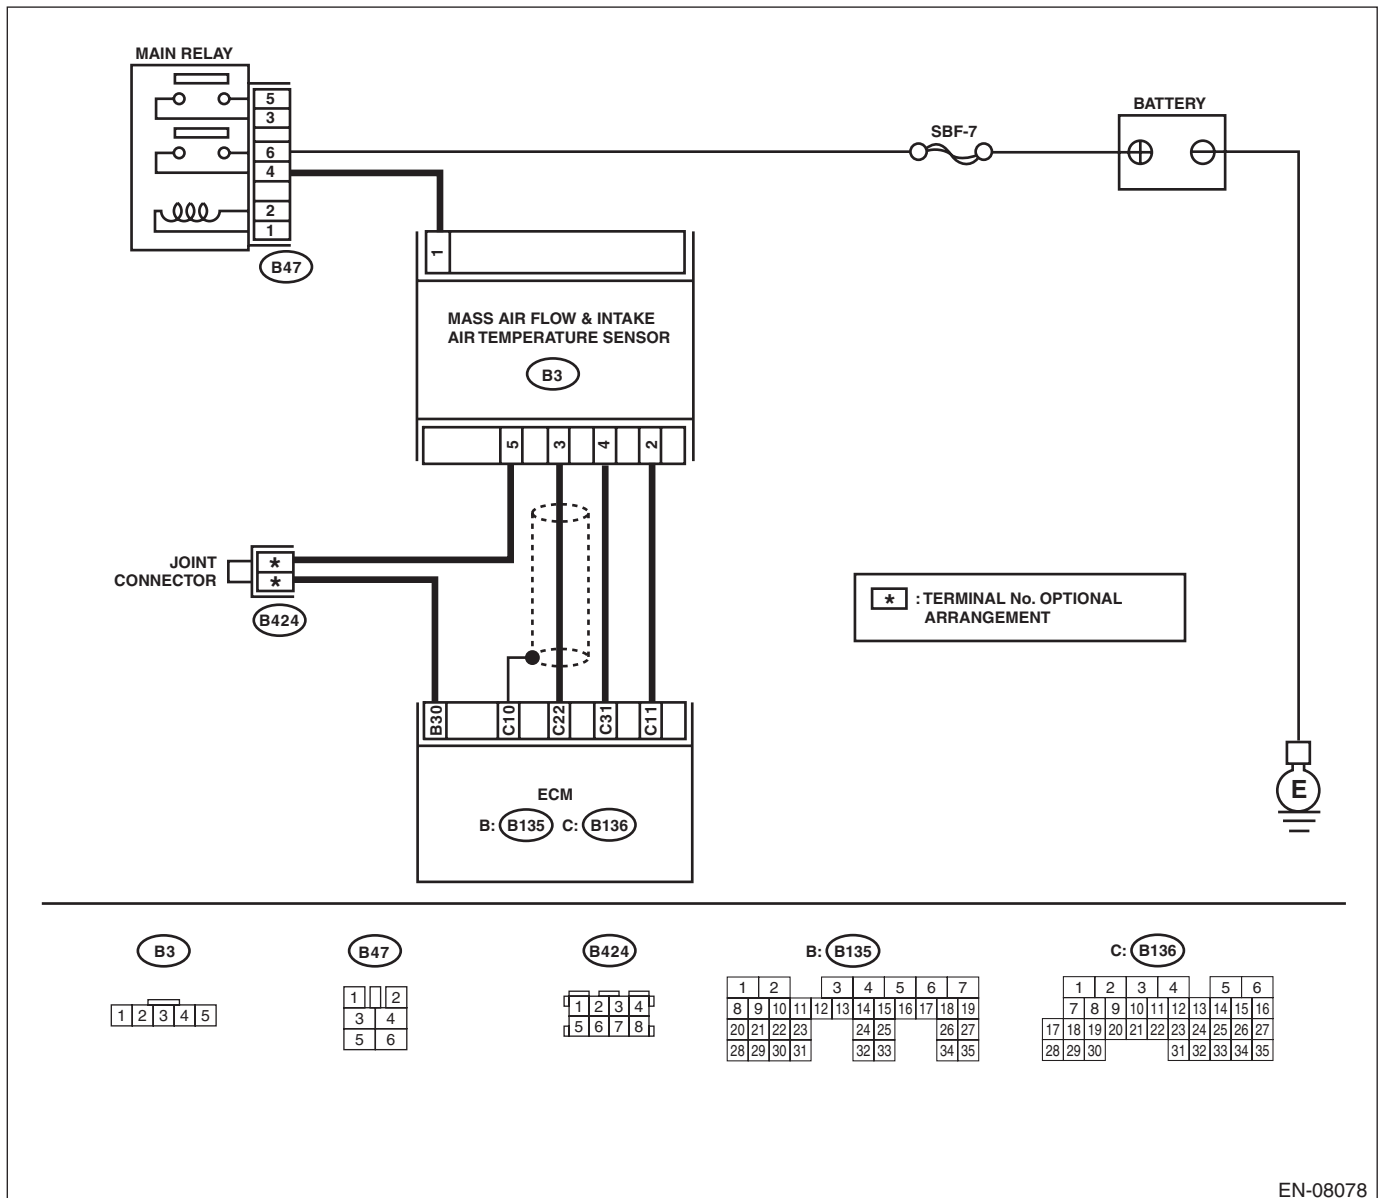 MAIN RELAY
5
3
6
4
2
1
B47
SBF-7
BATTERY
1
MASS AIR FLOW & INTAKE
AIR TEMPERATURE SENSOR
B3
5 3 4 2
JOINT
CONNECTOR
*
*
B424
* : TERMINAL No. OPTIONAL
ARRANGEMENT
B30 C10 C22 C31 C11
ECM
B: B135 C: B136
E
B3
1 2 3 4 5
B47
1 2
3 4
5 6
B424
1 2 3 4
5 6 7 8
B: B135
1 2 3 4 5 6 7
8 9 10 11 12 13 14 15 16 17 18 19
20 21 22 23 24 25 26 27
28 29 30 31 32 33 34 35
C: B136
1 2 3 4 5 6
7 8 9 10 11 12 13 14 15 16
17 18 19 20 21 22 23 24 25 26 27
28 29 30 31 32 33 34 35
EN-08078